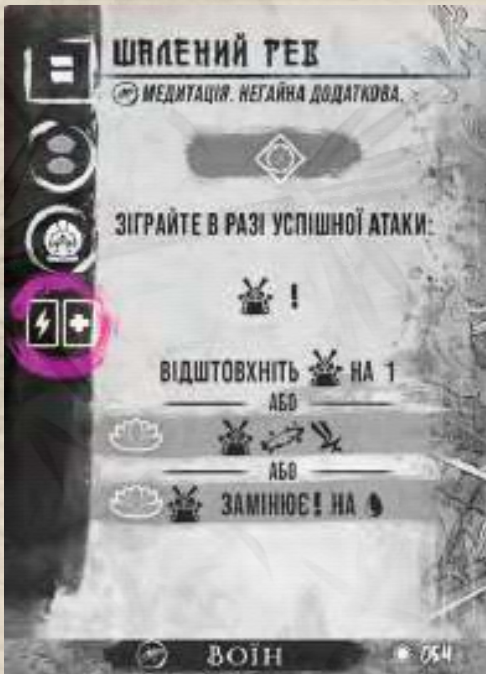 ШАЛЕНИЙ РЕВ
МЕДИТАЦІЯ. НЕГАЙНА ДОДАТКОВА.
ЗІГРАЙТЕ В РАЗІ УСПІШНОЇ АТАКИ:
!
ВІДШТОВХНІТЬ НА 1
АБО
АБО
ЗАМІНЮЄ ! НА
ВОЇН
054